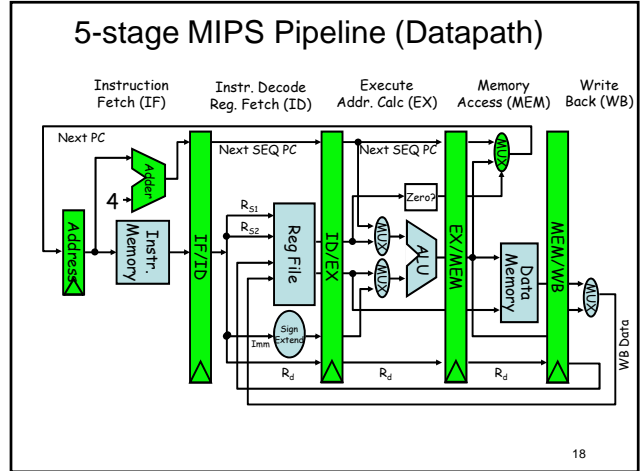 5-stage MIPS Pipeline (Datapath)
Instruction
Fetch (IF)
Instr. Decode
Reg. Fetch (ID)
Execute
Addr. Calc (EX)
Memory
Access (MEM)
Write
Back (WB)
Next PC
Next SEQ PC
Next SEQ PC
MUX
Adder
4
Zero?
RS1
RS2
Address
Instr.
Memory
IF/ID
Reg File
ID/EX
MUX
MUX
ALU
EX/MEM
Data
Memory
MEM/WB
MUX
Sign
Extend
Imm
Rd
Rd
Rd
WB Data
18